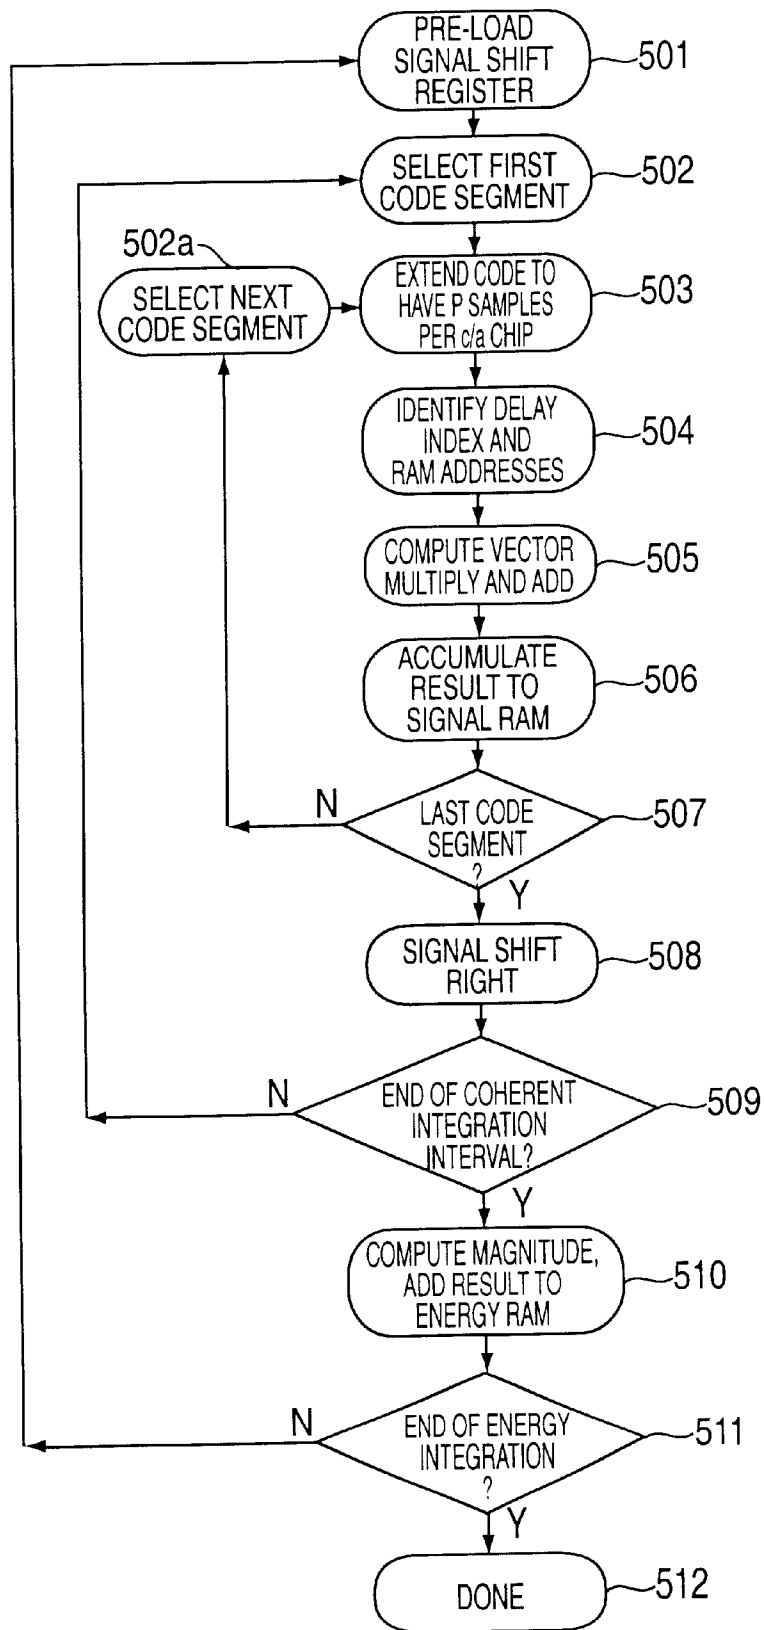 PRE-LOAD
SIGNAL SHIFT
REGISTER
501
SELECT FIRST
CODE SEGMENT
502
502a
SELECT NEXT
CODE SEGMENT
EXTEND CODE TO
HAVE P SAMPLES
PER c/a CHIP
503
IDENTIFY DELAY
INDEX AND
RAM ADDRESSES
504
COMPUTE VECTOR
MULTIPLY AND ADD
505
ACCUMULATE
RESULT TO
SIGNAL RAM
506
N
LAST CODE
SEGMENT
?
507
Y
SIGNAL SHIFT
RIGHT
508
N
END OF COHERENT
INTEGRATION
INTERVAL?
509
Y
COMPUTE MAGNITUDE,
ADD RESULT TO
ENERGY RAM
510
N
END OF ENERGY
INTEGRATION
?
511
Y
DONE
512